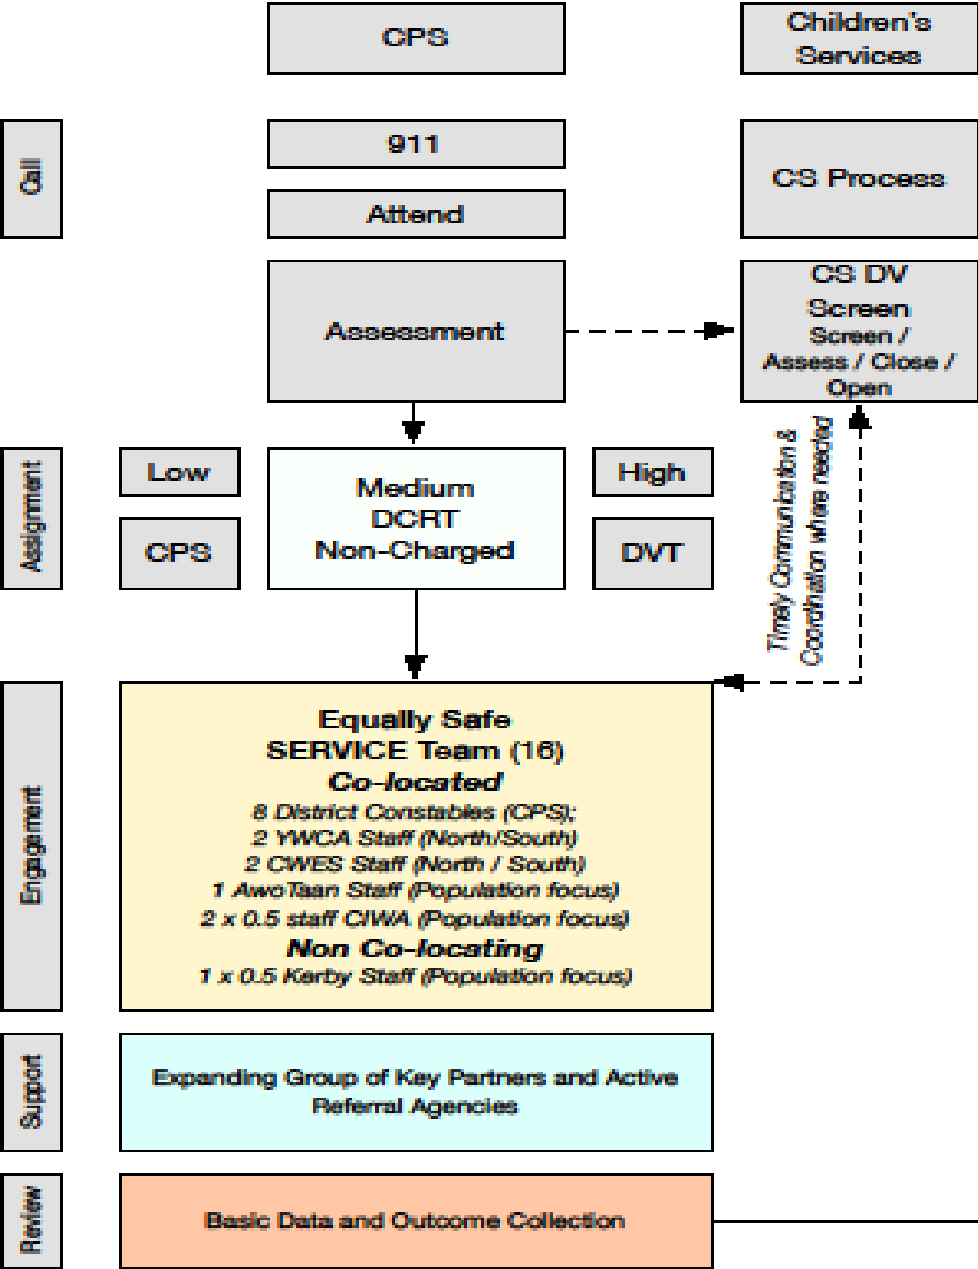 CPS
Children's
Services
Call
911
Attend
CS Process
Assessment
CS DV
Screen
Screen /
Assess / Close /
Open
Assignment
Low
CPS
Medium
DCRT
Non-Charged
High
DVT
Timely Communication &
Coordination where needed
Engagement
Equally Safe
SERVICE Team (16)
Co-located
8 District Constables (CPS);
2 YWCA Staff (North/South)
2 CWES Staff (North / South)
1 AwoTaan Staff (Population focus)
2 x 0.5 staff CIWA (Population focus)
Non Co-locating
1 x 0.5 Kerby Staff (Population focus)
Support
Expanding Group of Key Partners and Active
Referral Agencies
Review
Basic Data and Outcome Collection